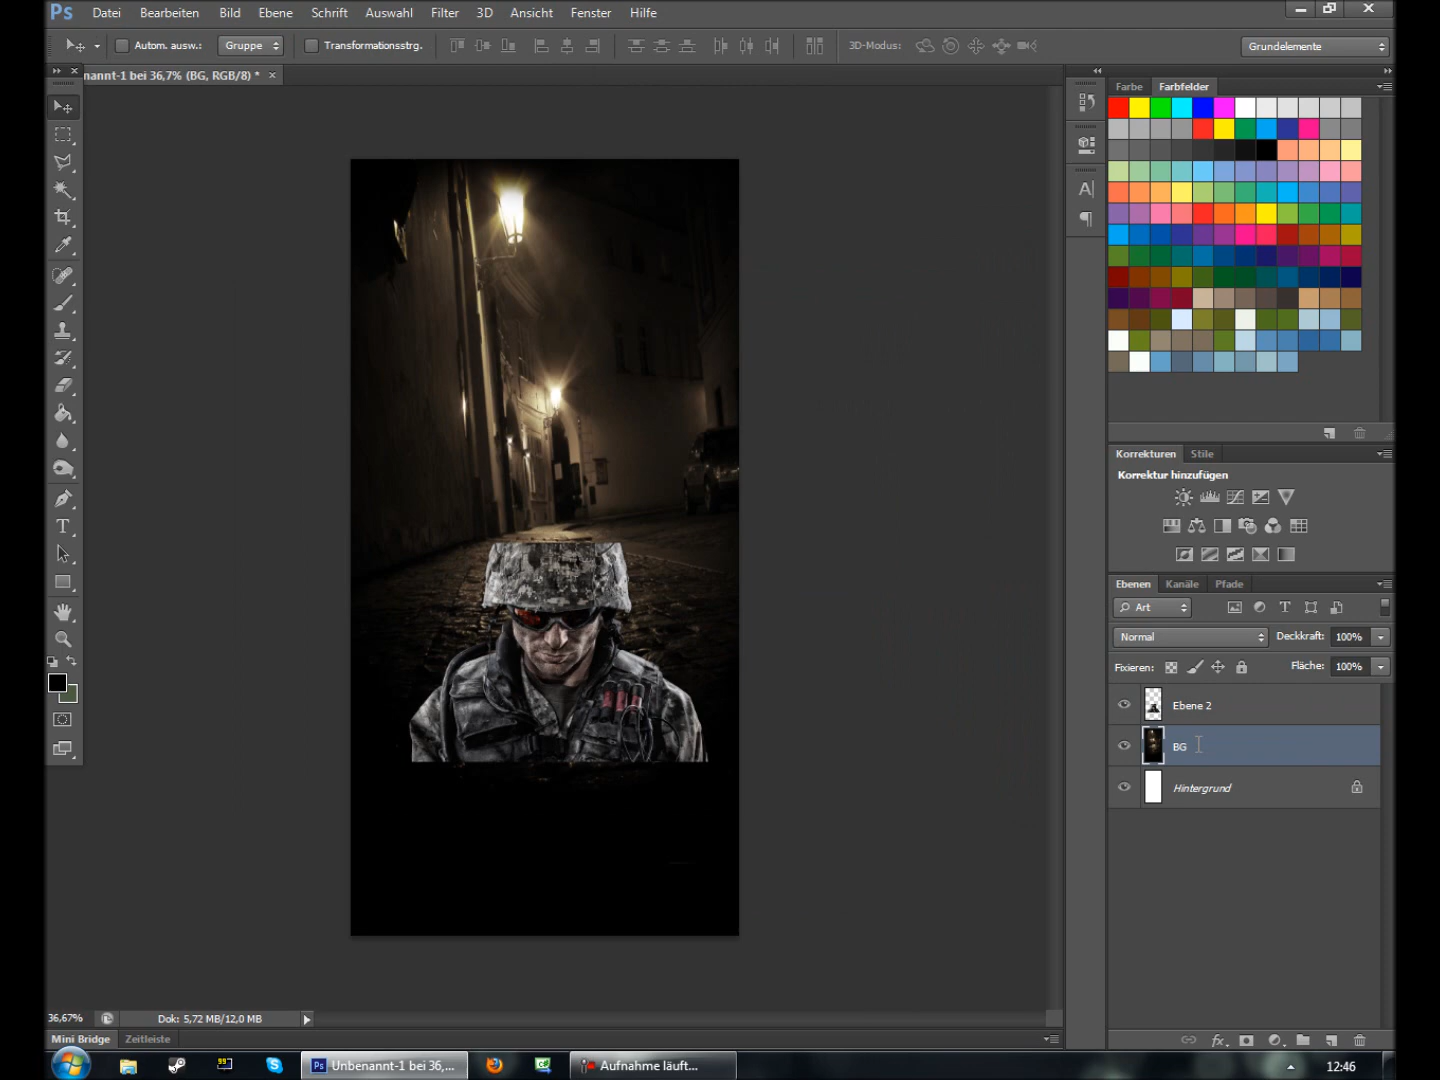 Ps Datei Bearbeiten Bild Ebene Schrift Auswahl Filter 3D Ansicht Fenster Hilfe
Autom. ausw.: Gruppe Transformationsstrg. 3D-Modus: Grundelemente
nannt-1 bei 36,7% (BG, RGB/8) *
Farbe Farbfelder
Korrekturen Stile
Korrektur hinzufügen
Ebenen Kanäle Pfade
Art
Normal Deckkraft: 100%
Fixieren: Fläche: 100%
Ebene 2
BG
Hintergrund
36,67% Dok: 5,72 MB/12,0 MB
Mini Bridge Zeitleiste
Ps Unbenannt-1 bei 36,... Aufnahme läuft... 12:46